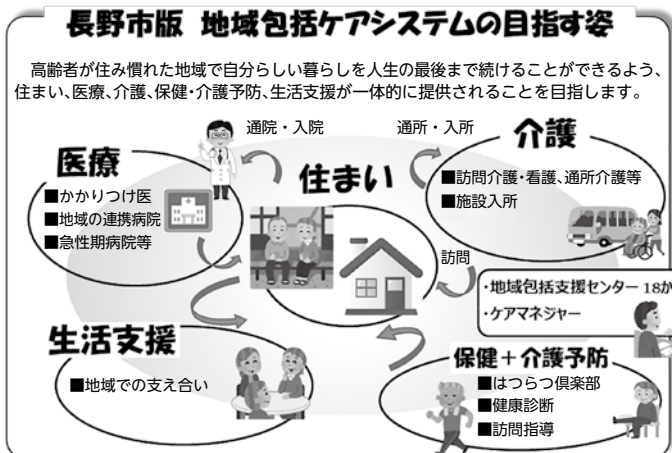 長野市版 地域包括ケアシステムの目指す姿
高齢者が住み慣れた地域で自分らしい暮らしを人生の最後まで続けることができるよう、
住まい、医療、介護、保健・介護予防、生活支援が一体的に提供されることを目指します。
通院・入院
通所・入所
医療
■かかりつけ医
■地域の連携病院
■急性期病院等
住まい
介護
■訪問介護・看護、通所介護等
■施設入所
訪問
・地域包括支援センター 18か
・ケアマネジャー
生活支援
■地域での支え合い
保健＋介護予防
■はつらつ倶楽部
■健康診断
■訪問指導